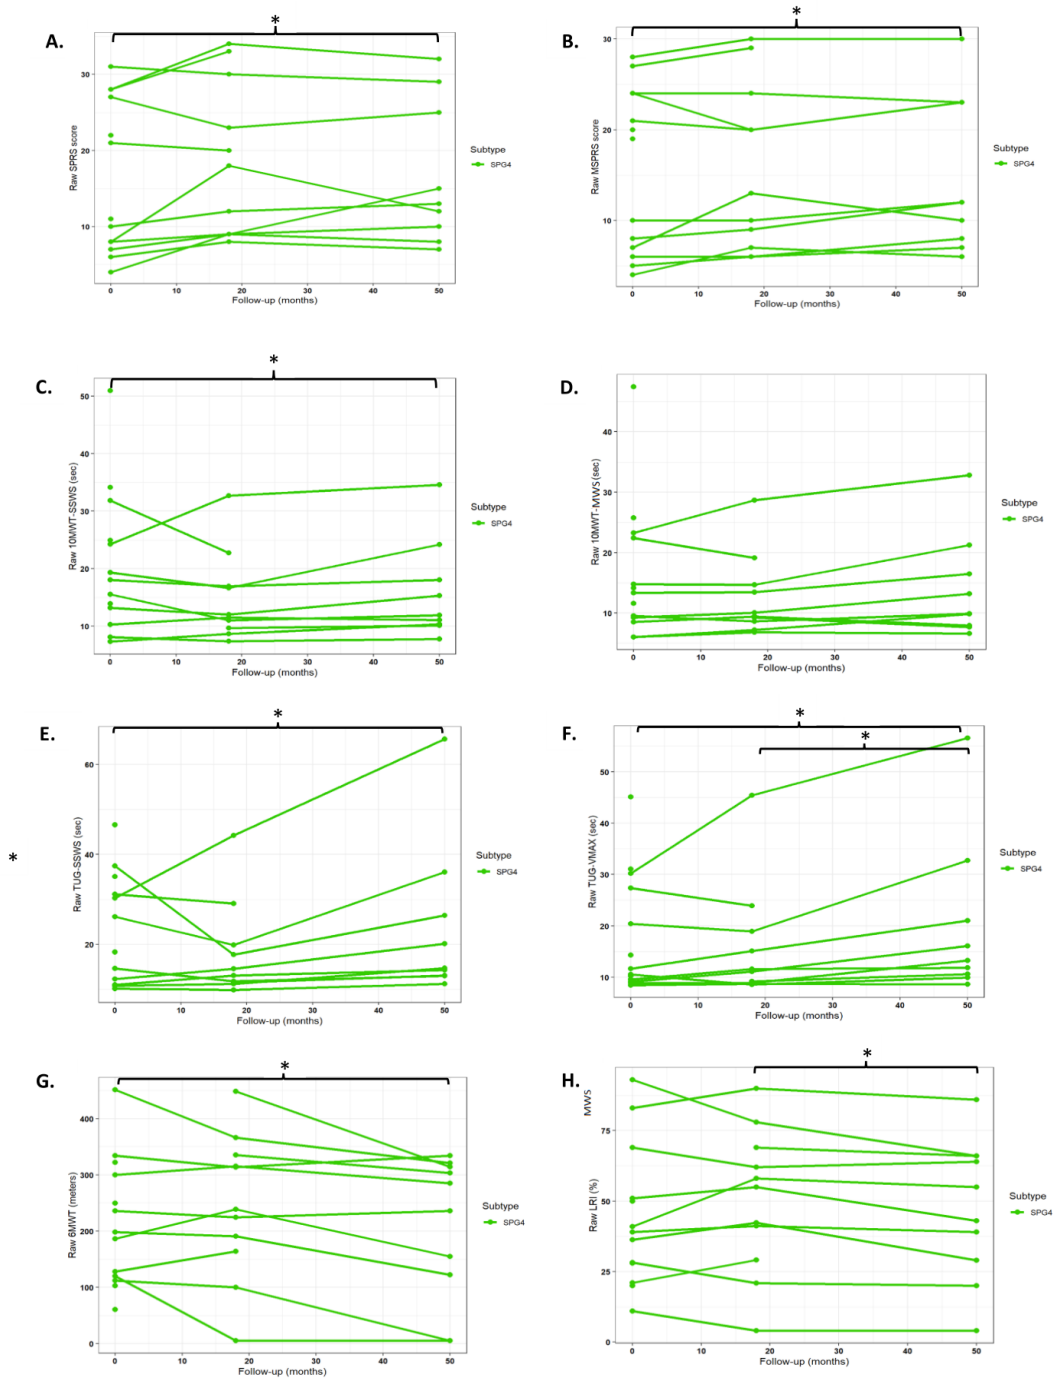 *
A.
30
20
10
0 10 20 30 40 50
Raw SPRS score
Follow-up (months)
Subtype
SPG4
*
B.
30
20
10
0 10 20 30 40 50
Raw MSPRS score
Follow-up (months)
Subtype
SPG4
*
C.
50
40
30
20
10
0 10 20 30 40 50
Raw 10MWT-SSWS (sec)
Follow-up (months)
Subtype
SPG4
D.
40
30
20
10
0 10 20 30 40 50
Raw 10MWT-MWS (sec)
Follow-up (months)
Subtype
SPG4
*
E.
60
40
20
0 10 20 30 40 50
Raw TUG-SSWS (sec)
Follow-up (months)
Subtype
SPG4
*
*
*
F.
50
40
30
20
10
0 10 20 30 40 50
Raw TUG-VMAX (sec)
Follow-up (months)
Subtype
SPG4
*
G.
400
300
200
100
0
0 10 20 30 40 50
Raw 6MWT (meters)
Follow-up (months)
Subtype
SPG4
*
H.
MWS
75
50
25
0
0 10 20 30 40 50
Raw LRI (%)
Follow-up (months)
Subtype
SPG4